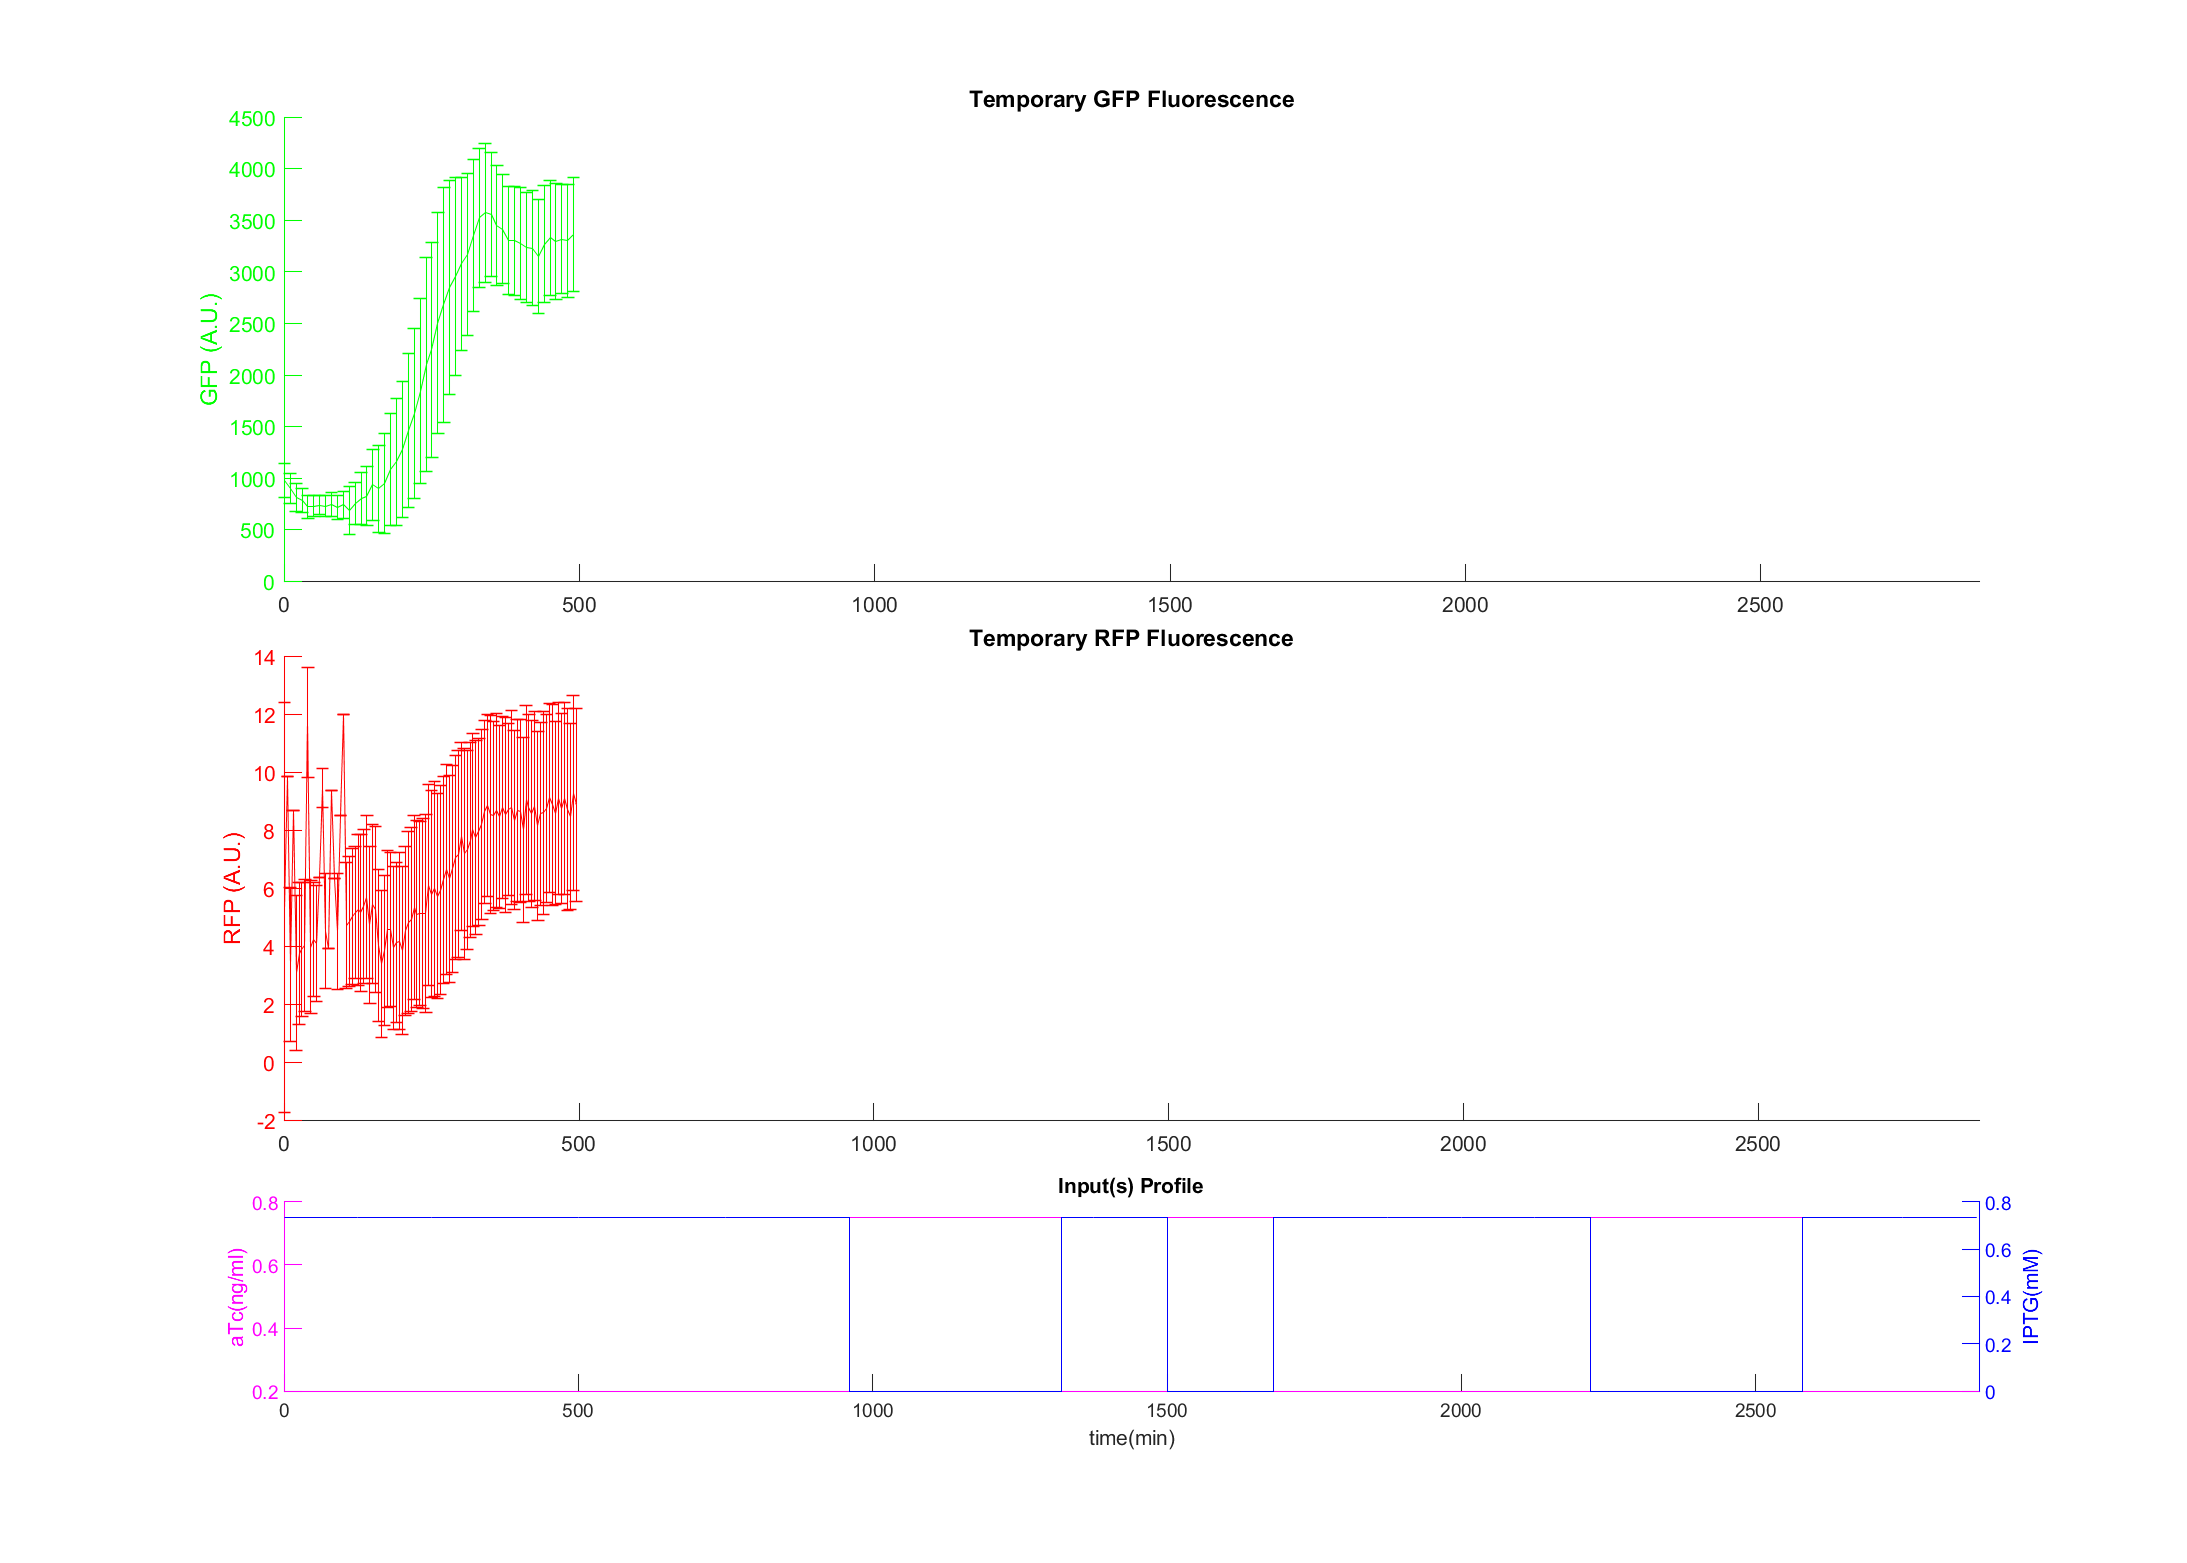 Temporary GFP Fluorescence
4500
4000
3500
3000
2500
2000
1500
1000
500
0
GFP (A.U.)
0 500 1000 1500 2000 2500
Temporary RFP Fluorescence
14
12
10
8
6
4
2
0
-2
RFP (A.U.)
0 500 1000 1500 2000 2500
Input(s) Profile
0.8
0.6
0.4
0.2
aTc(ng/ml)
0.8
0.6
0.4
0.2
0
IPTG(mM)
0 500 1000 1500 2000 2500
time(min)